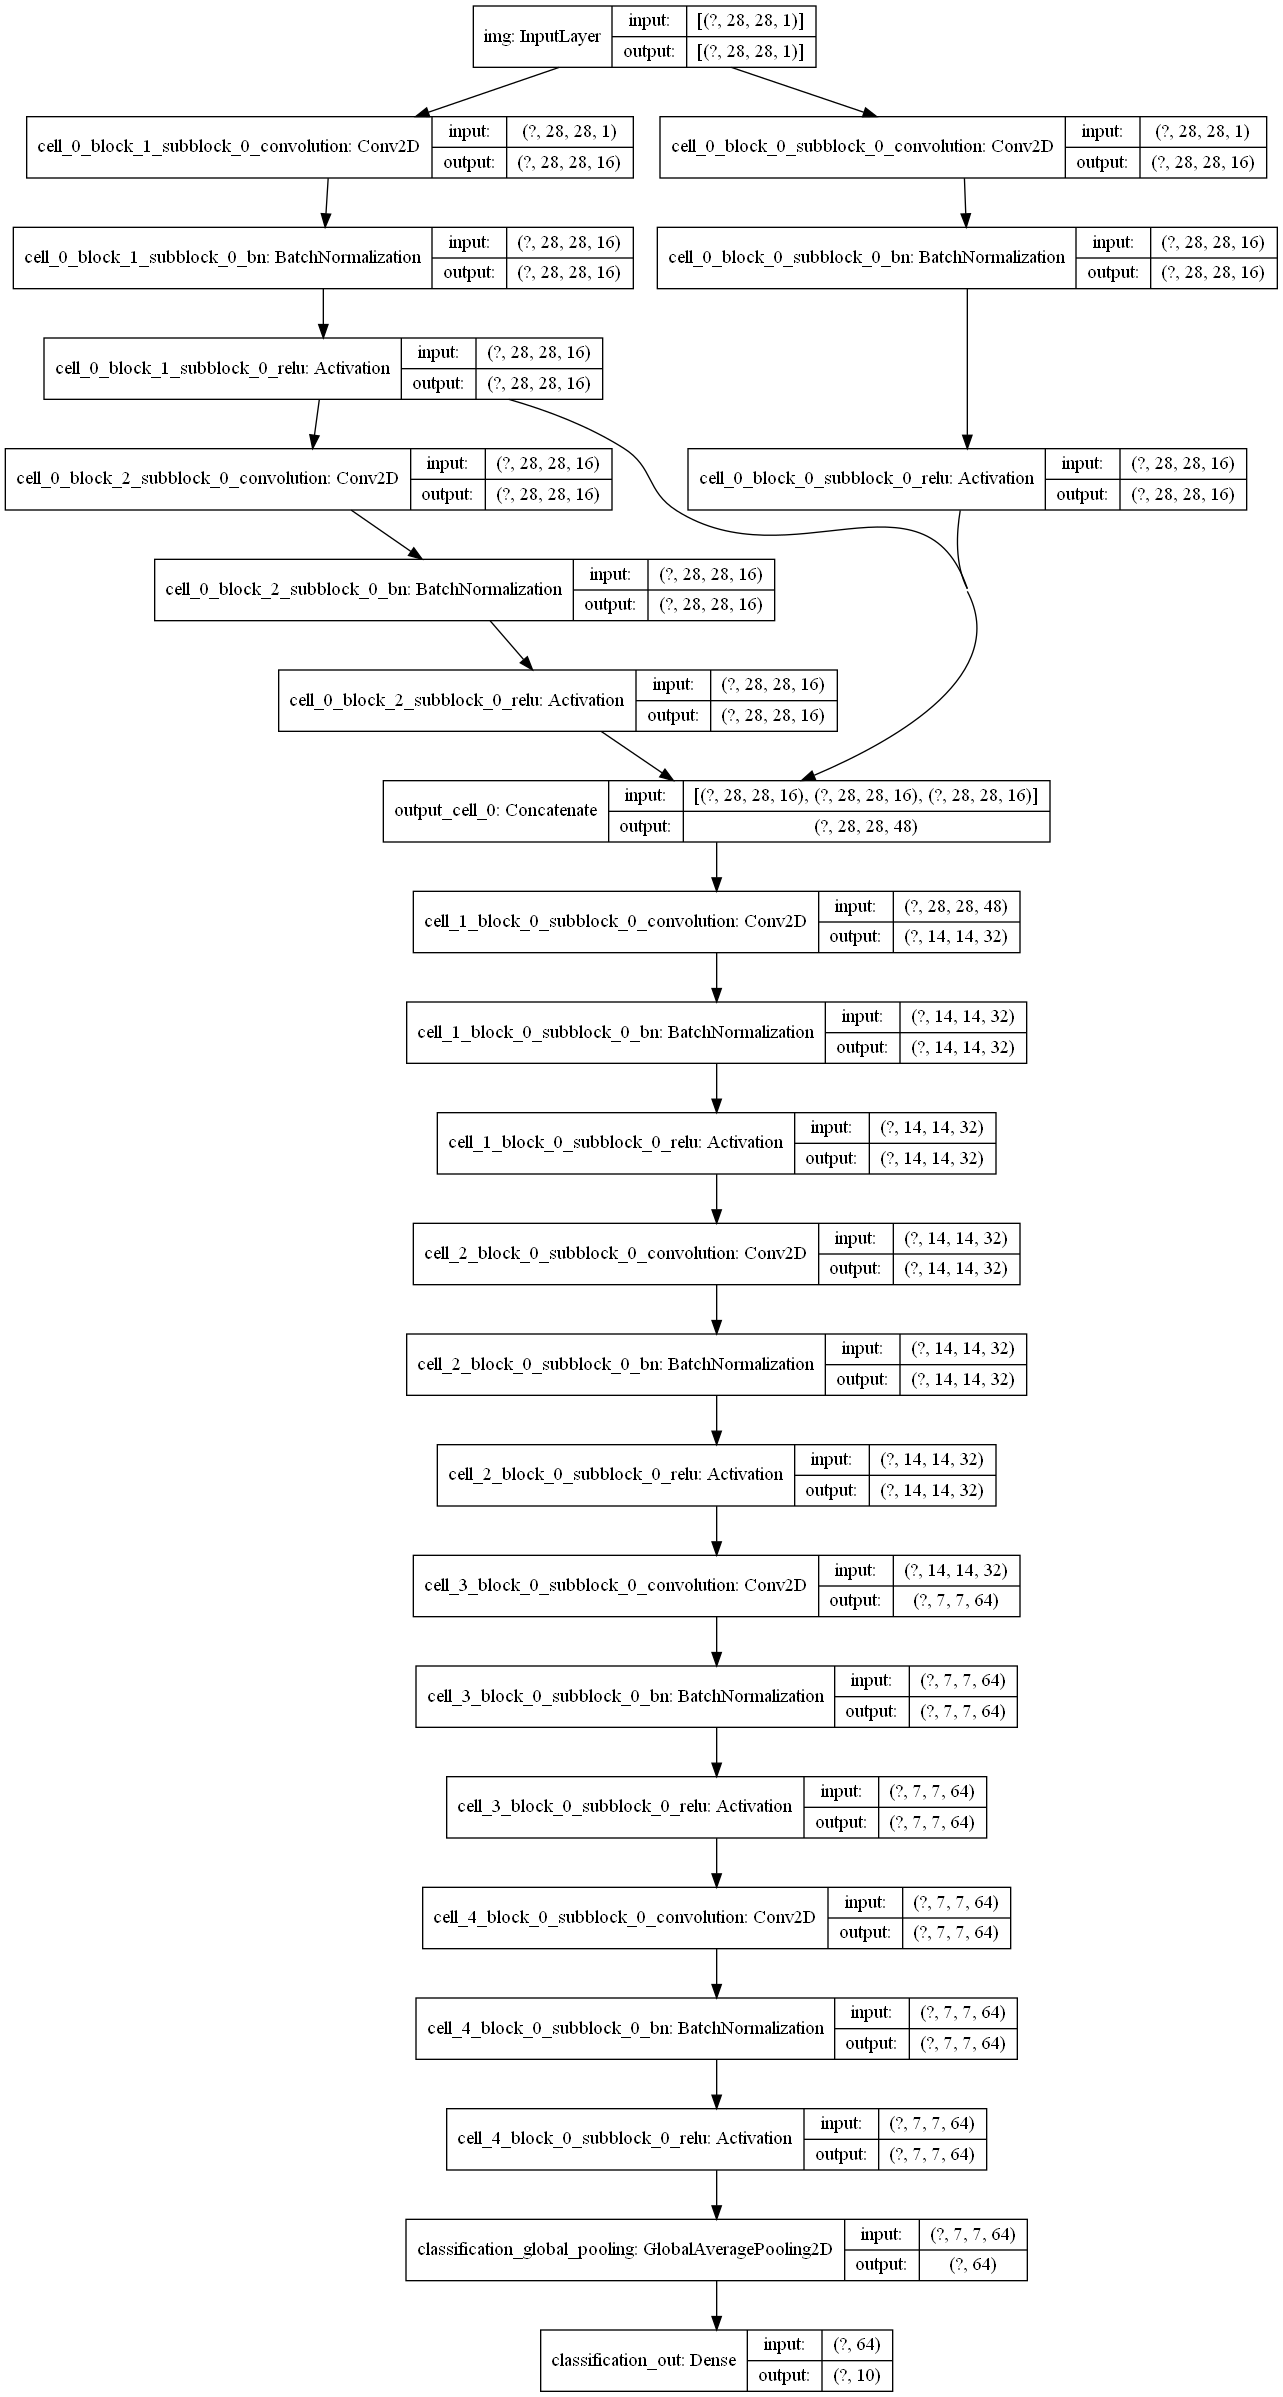 img: InputLayer
input: [(?, 28, 28, 1)]
output: [(?, 28, 28, 1)]
cell_0_block_1_subblock_0_convolution: Conv2D
input: (?, 28, 28, 1)
output: (?, 28, 28, 16)
cell_0_block_0_subblock_0_convolution: Conv2D
input: (?, 28, 28, 1)
output: (?, 28, 28, 16)
cell_0_block_1_subblock_0_bn: BatchNormalization
input: (?, 28, 28, 16)
output: (?, 28, 28, 16)
cell_0_block_0_subblock_0_bn: BatchNormalization
input: (?, 28, 28, 16)
output: (?, 28, 28, 16)
cell_0_block_1_subblock_0_relu: Activation
input: (?, 28, 28, 16)
output: (?, 28, 28, 16)
cell_0_block_2_subblock_0_convolution: Conv2D
input: (?, 28, 28, 16)
output: (?, 28, 28, 16)
cell_0_block_0_subblock_0_relu: Activation
input: (?, 28, 28, 16)
output: (?, 28, 28, 16)
cell_0_block_2_subblock_0_bn: BatchNormalization
input: (?, 28, 28, 16)
output: (?, 28, 28, 16)
cell_0_block_2_subblock_0_relu: Activation
input: (?, 28, 28, 16)
output: (?, 28, 28, 16)
output_cell_0: Concatenate
input: [(?, 28, 28, 16), (?, 28, 28, 16), (?, 28, 28, 16)]
output: (?, 28, 28, 48)
cell_1_block_0_subblock_0_convolution: Conv2D
input: (?, 28, 28, 48)
output: (?, 14, 14, 32)
cell_1_block_0_subblock_0_bn: BatchNormalization
input: (?, 14, 14, 32)
output: (?, 14, 14, 32)
cell_1_block_0_subblock_0_relu: Activation
input: (?, 14, 14, 32)
output: (?, 14, 14, 32)
cell_2_block_0_subblock_0_convolution: Conv2D
input: (?, 14, 14, 32)
output: (?, 14, 14, 32)
cell_2_block_0_subblock_0_bn: BatchNormalization
input: (?, 14, 14, 32)
output: (?, 14, 14, 32)
cell_2_block_0_subblock_0_relu: Activation
input: (?, 14, 14, 32)
output: (?, 14, 14, 32)
cell_3_block_0_subblock_0_convolution: Conv2D
input: (?, 14, 14, 32)
output: (?, 7, 7, 64)
cell_3_block_0_subblock_0_bn: BatchNormalization
input: (?, 7, 7, 64)
output: (?, 7, 7, 64)
cell_3_block_0_subblock_0_relu: Activation
input: (?, 7, 7, 64)
output: (?, 7, 7, 64)
cell_4_block_0_subblock_0_convolution: Conv2D
input: (?, 7, 7, 64)
output: (?, 7, 7, 64)
cell_4_block_0_subblock_0_bn: BatchNormalization
input: (?, 7, 7, 64)
output: (?, 7, 7, 64)
cell_4_block_0_subblock_0_relu: Activation
input: (?, 7, 7, 64)
output: (?, 7, 7, 64)
classification_global_pooling: GlobalAveragePooling2D
input: (?, 7, 7, 64)
output: (?, 64)
classification_out: Dense
input: (?, 64)
output: (?, 10)